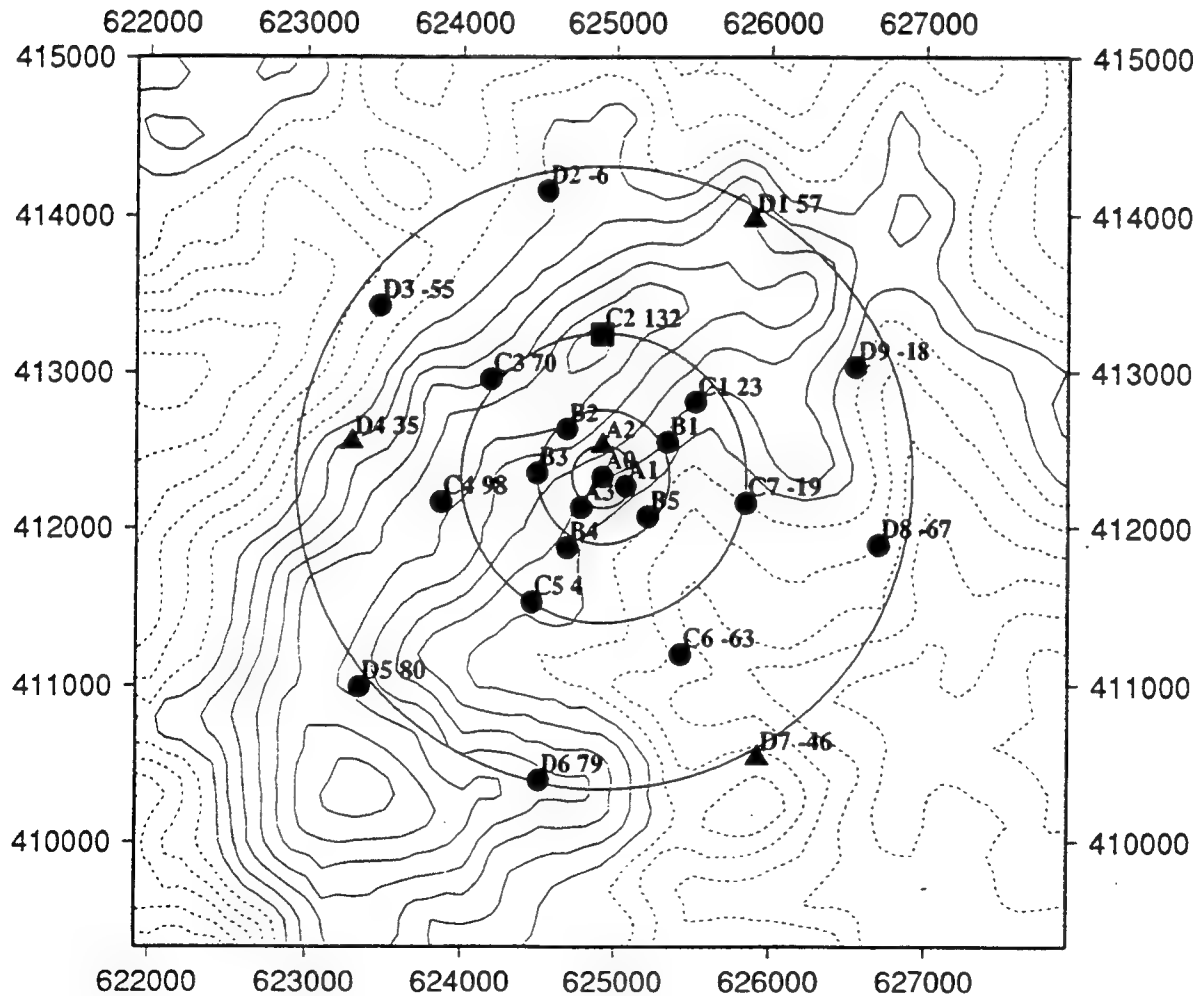 622000 623000 624000 625000 626000 627000
415000 415000
D2 -6
414000 D1 57 414000
D3 -55
C2 132
413000 C3 70 D9 -18 413000
C1 23
D4 35 B2 B1
A2
B3 A0 A1
C4 98 A3 C7 -19
412000 B5 D8 -67 412000
B4
C5 4
C6 -63
411000 D5 80 411000
D6 79 D7 -46
410000 410000
622000 623000 624000 625000 626000 627000